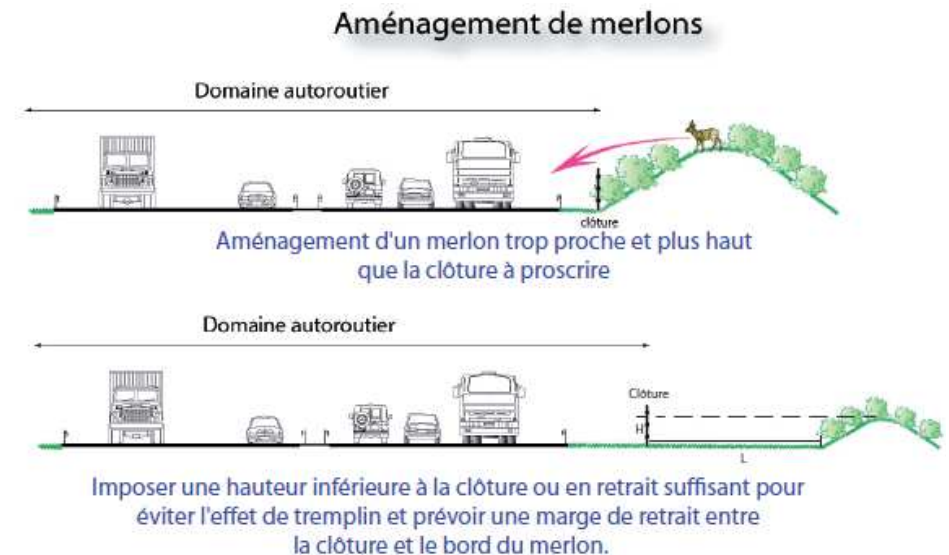 Aménagement de merlons
Domaine autoroutier
clôture
Aménagement d'un merlon trop proche et plus haut
que la clôture à proscrire
Domaine autoroutier
Clôture
H
L
Imposer une hauteur inférieure à la clôture ou en retrait suffisant pour
éviter l'effet de tremplin et prévoir une marge de retrait entre
la clôture et le bord du merlon.